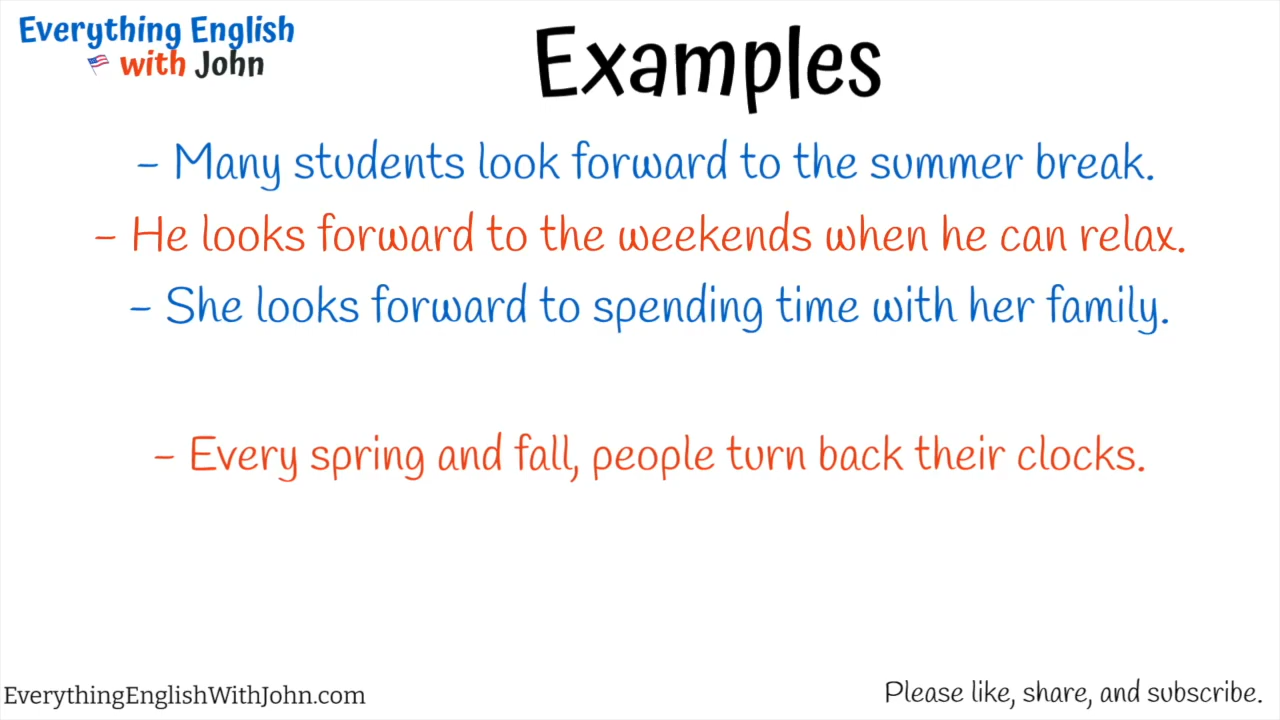 Everything English
with John
Examples
- Many students look forward to the summer break.
- He looks forward to the weekends when he can relax.
- She looks forward to spending time with her family.
- Every spring and fall, people turn back their clocks.
EverythingEnglishWithJohn.com
Please like, share, and subscribe.